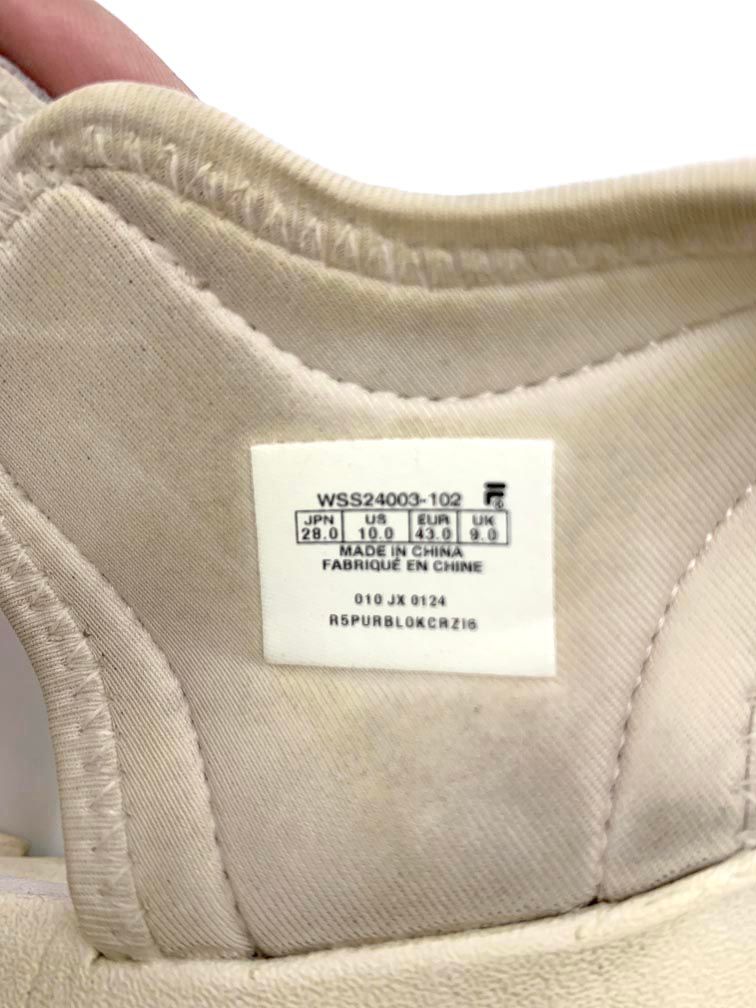 WSS24003-102
JPN US EUR UK
28.0 10.0 43.0 9.0
MADE IN CHINA
FABRIQUÉ EN CHINE
010 JX 0124
R5PURBL0KCRZI6